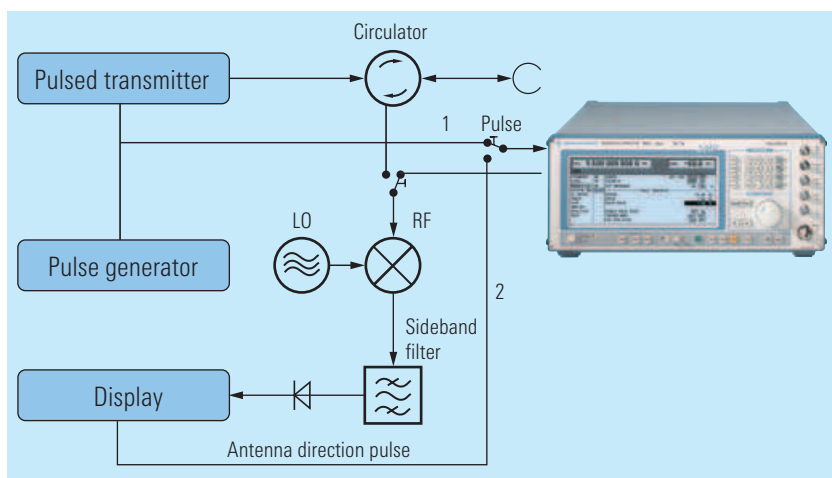 Circulator
Pulsed transmitter
1
Pulse
LO
RF
Pulse generator
2
Sideband
filter
Display
Antenna direction pulse